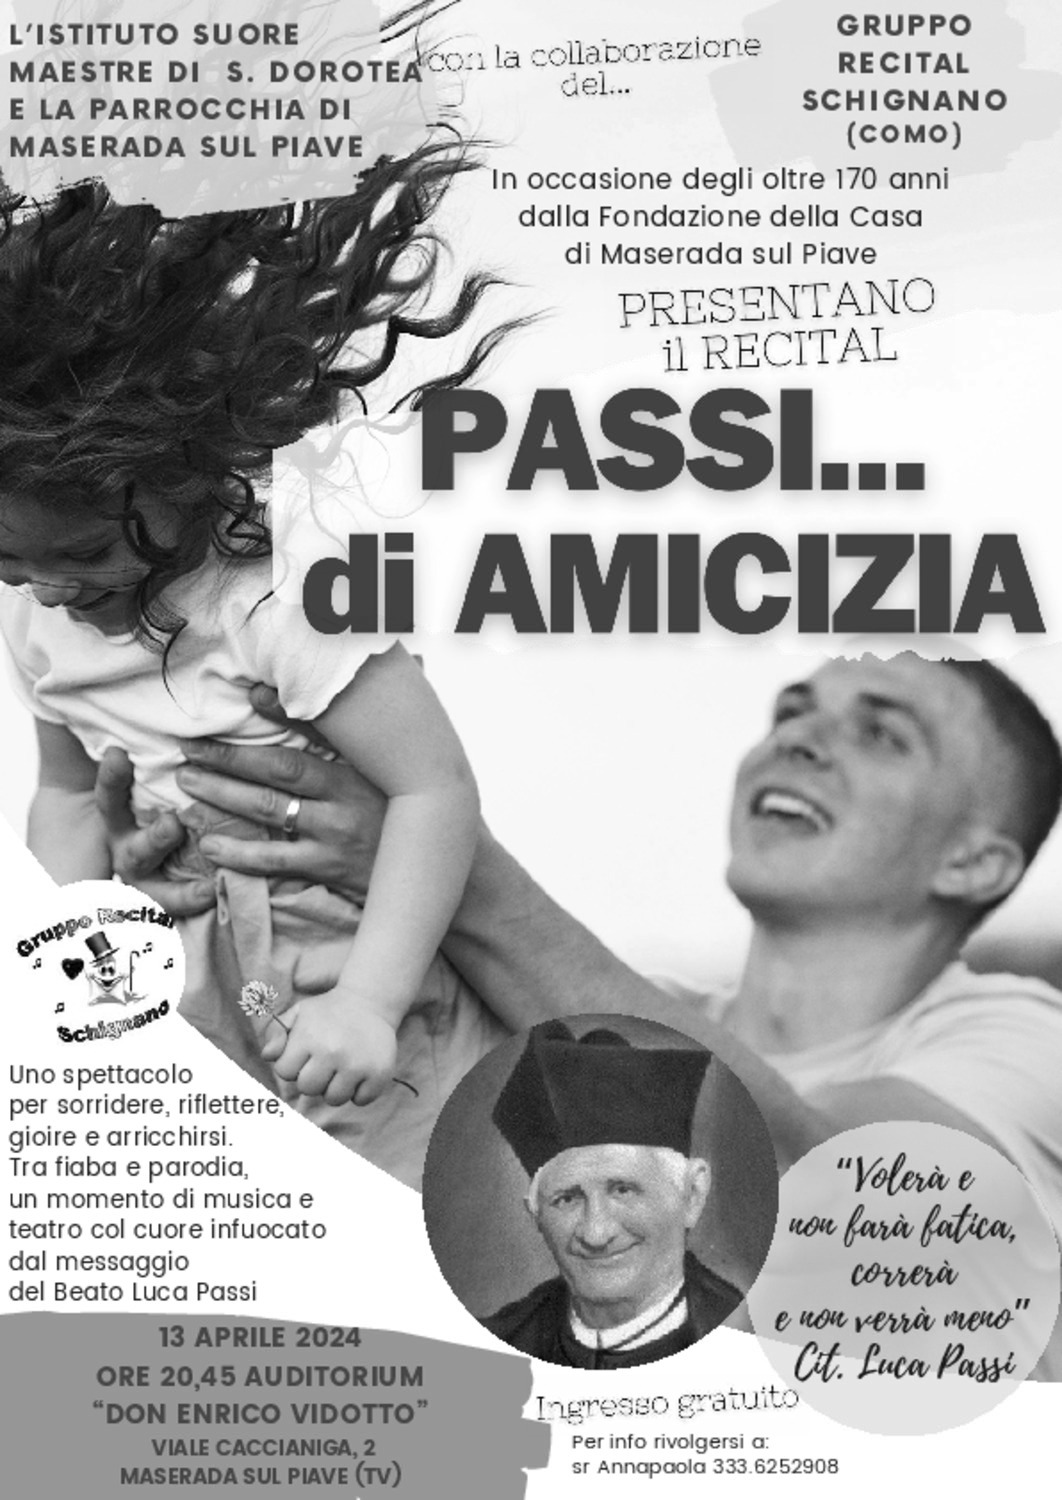 L'ISTITUTO SUORE
MAESTRE DI S. DOROTEA
E LA PARROCCHIA DI
MASERADA SUL PIAVE
con la collaborazione
del...
GRUPPO
RECITAL
SCHIGNANO
(COMO)
In occasione degli oltre 170 anni
dalla Fondazione della Casa
di Maserada sul Piave
PRESENTANO
il RECITAL
PASSI...
di AMICIZIA
Gruppo Recital
Schignano
Uno spettacolo
per sorridere, riflettere,
gioire e arricchirsi.
Tra fiaba e parodia,
un momento di musica e
teatro col cuore infuocato
dal messaggio
del Beato Luca Passi
"Volerà e
non farà fatica,
correrà
e non verrà meno"
Cit. Luca Passi
13 APRILE 2024
ORE 20,45 AUDITORIUM
"DON ENRICO VIDOTTO"
VIALE CACCIANIGA, 2
MASERADA SUL PIAVE (TV)
Ingresso gratuito
Per info rivolgersi a:
sr Annapaola 333.6252908